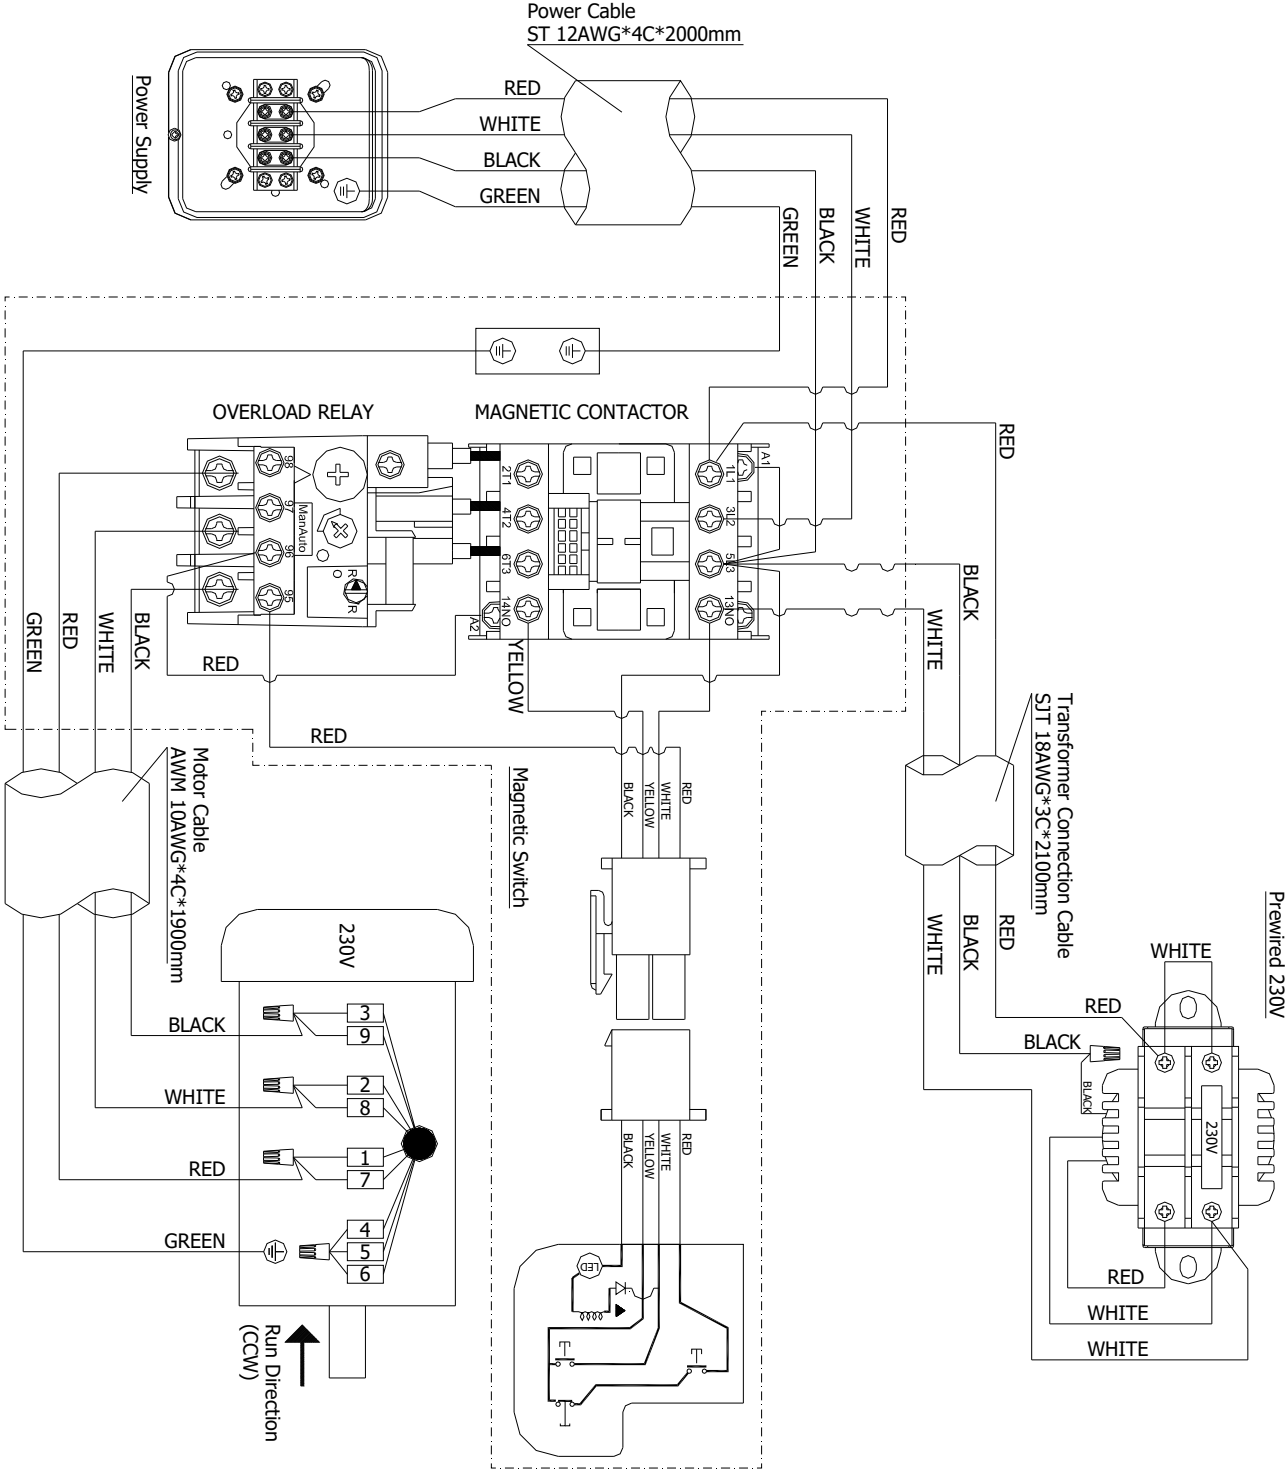 Power Cable
ST 12AWG*4C*2000mm
Power Supply
RED
WHITE
BLACK
GREEN
RED
WHITE
BLACK
GREEN
OVERLOAD RELAY
MAGNETIC CONTACTOR
RED
98
97
96
95
ManAuto
R
O
R
2T1
4T2
6T3
14NO
A2
1L1
3L2
5L3
13NO
A1
BLACK
WHITE
GREEN
RED
WHITE
BLACK
RED
YELLOW
RED
Transformer Connection Cable
SJT 18AWG*3C*2100mm
Motor Cable
AWM 10AWG*4C*1900mm
Magnetic Switch
BLACK
YELLOW
WHITE
RED
WHITE
BLACK
RED
Prewired 230V
WHITE
RED
BLACK
BLACK
230V
RED
WHITE
WHITE
230V
3
9
BLACK
2
8
WHITE
1
7
RED
4
5
6
GREEN
BLACK
YELLOW
WHITE
RED
LED
Run Direction
(CCW)